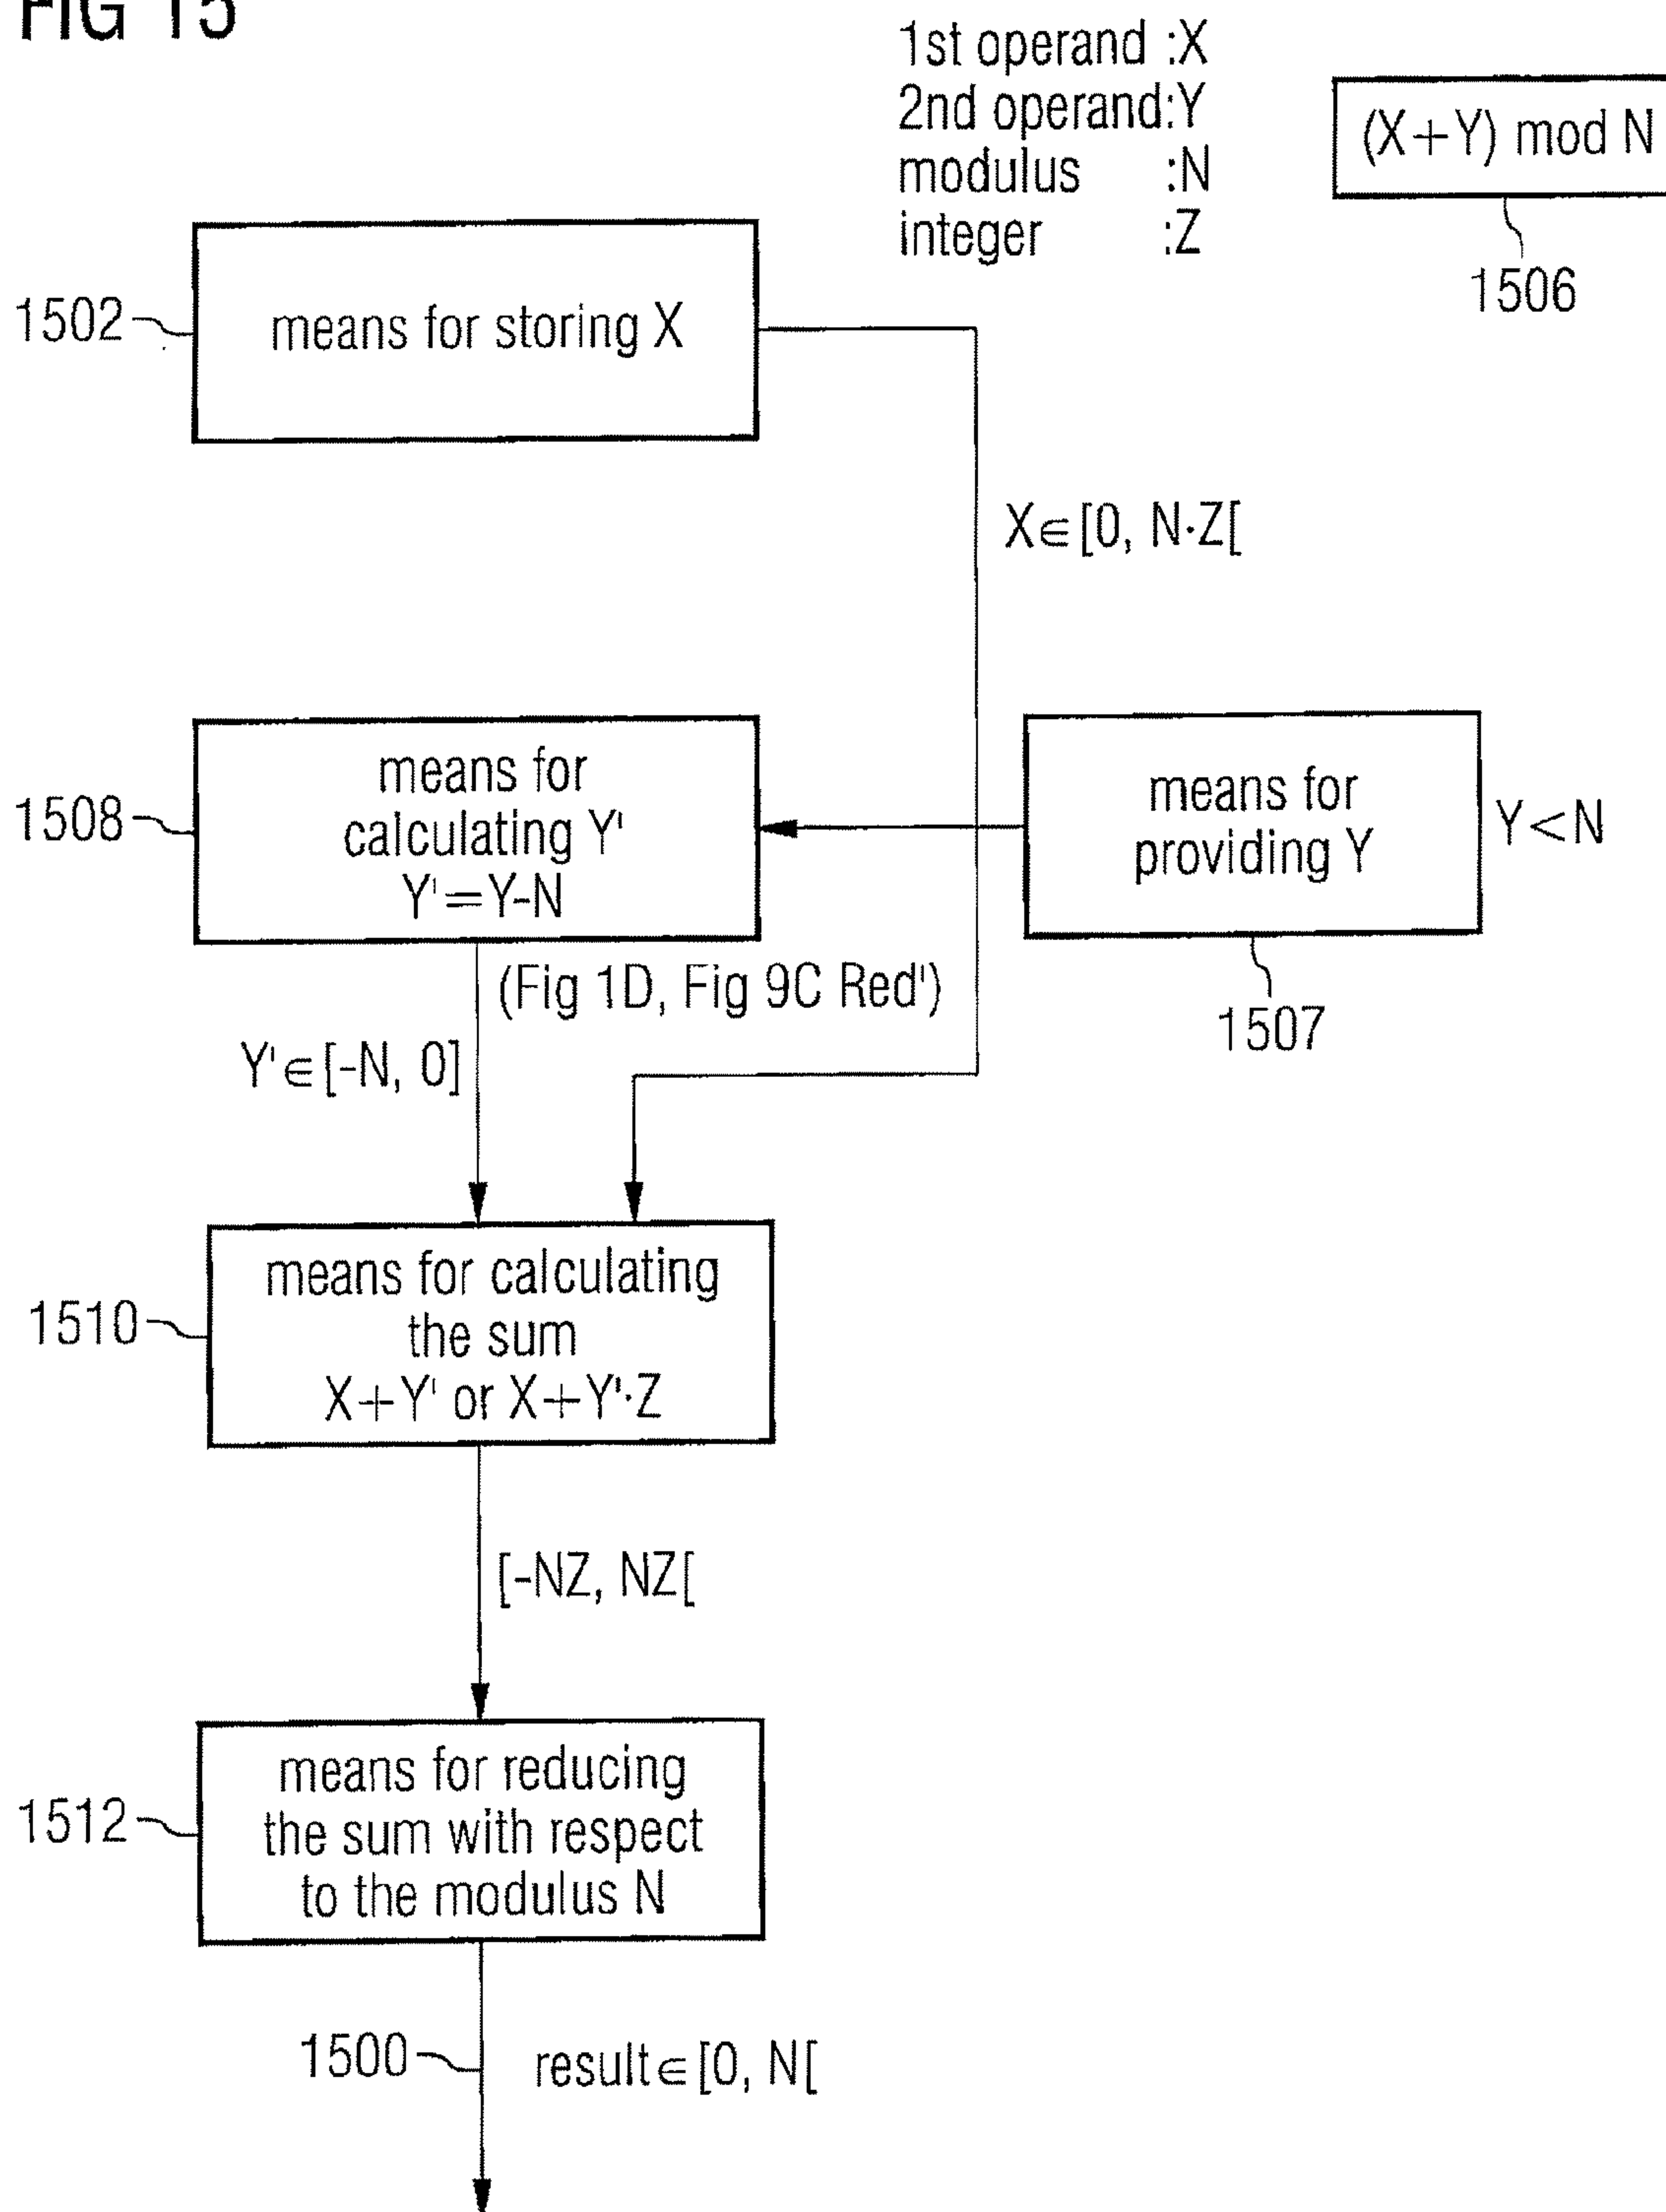 FIG 15
1st operand :X
2nd operand:Y
modulus :N
integer :Z
(X+Y) mod N
1506
1502
means for storing X
X∈[0, N·Z[
1508
means for
calculating Y'
Y'=Y-N
means for
providing Y
Y<N
1507
(Fig 1D, Fig 9C Red')
Y'∈[-N, 0]
1510
means for calculating
the sum
X+Y' or X+Y'·Z
[-NZ, NZ[
1512
means for reducing
the sum with respect
to the modulus N
1500
result∈[0, N[